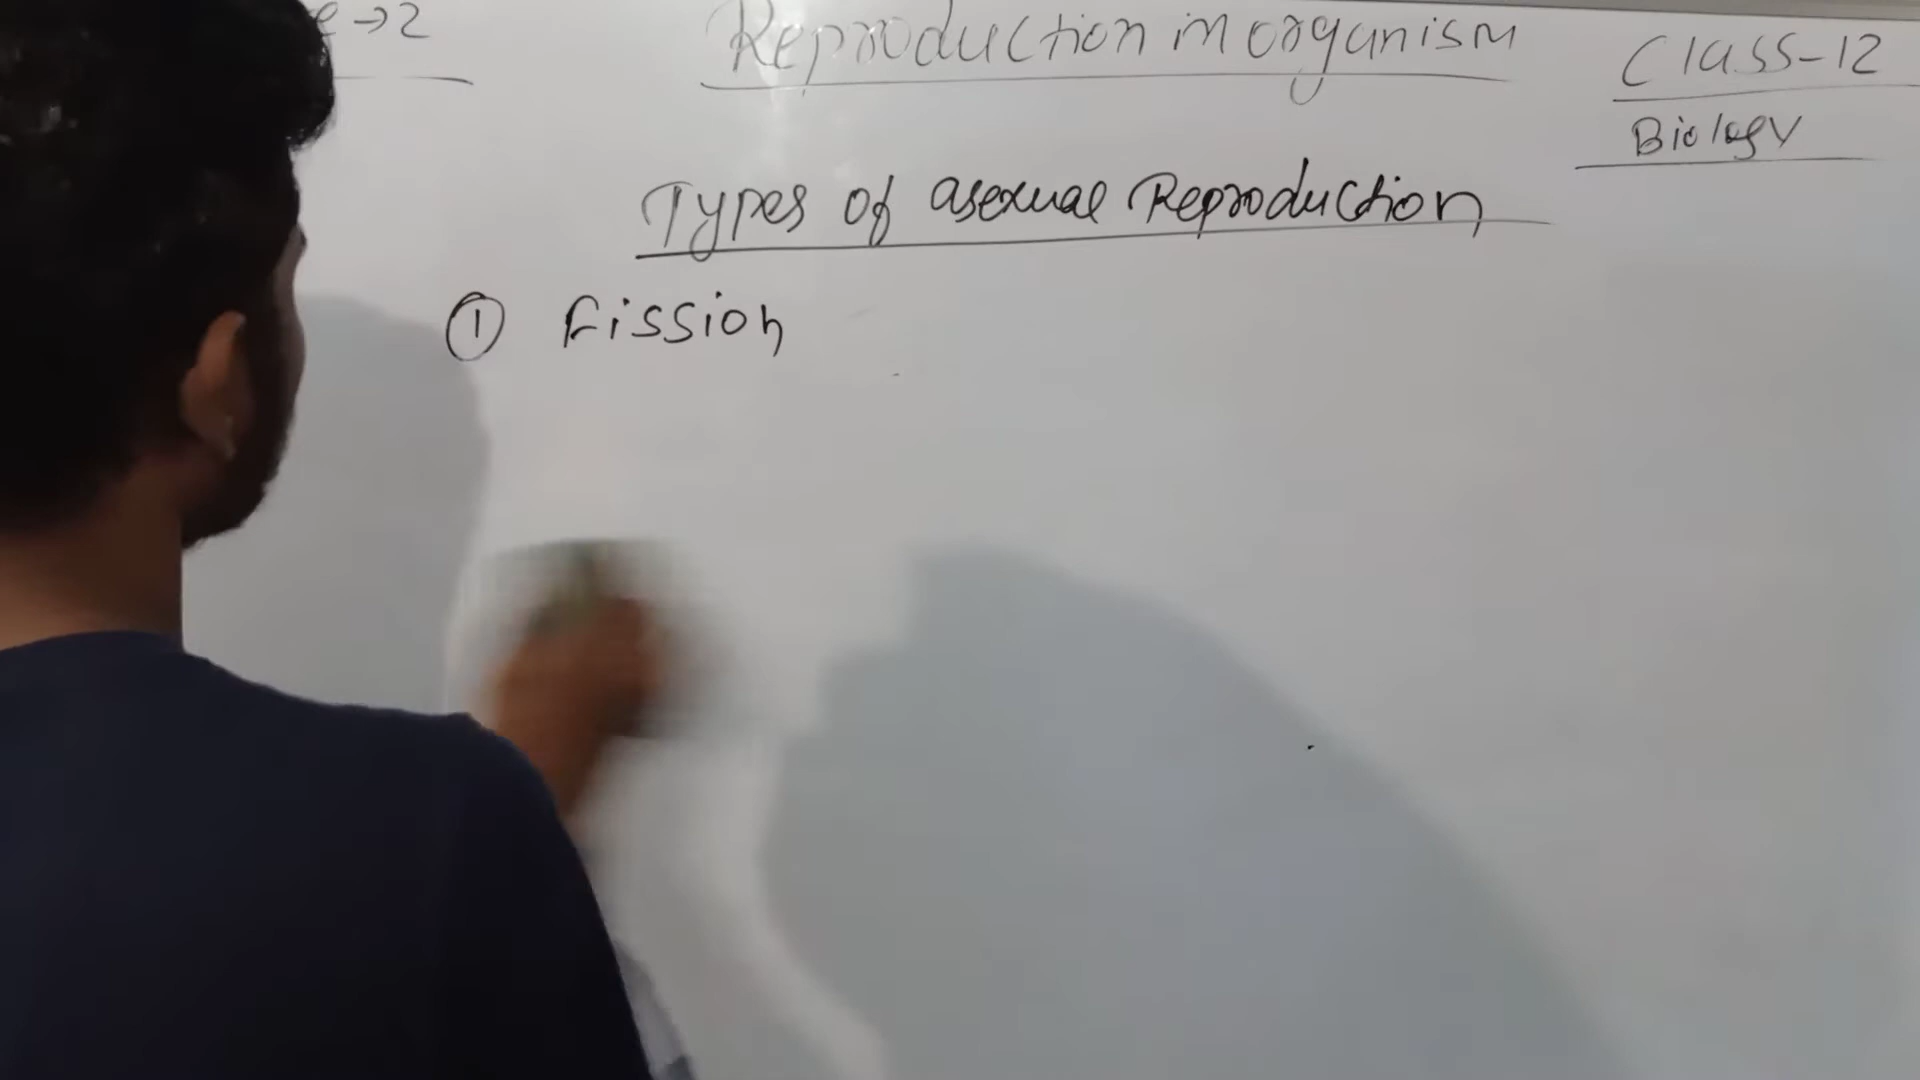 →2
Reproduction in organism
Class-12
Biology
Types of asexual Reproduction
① Fission